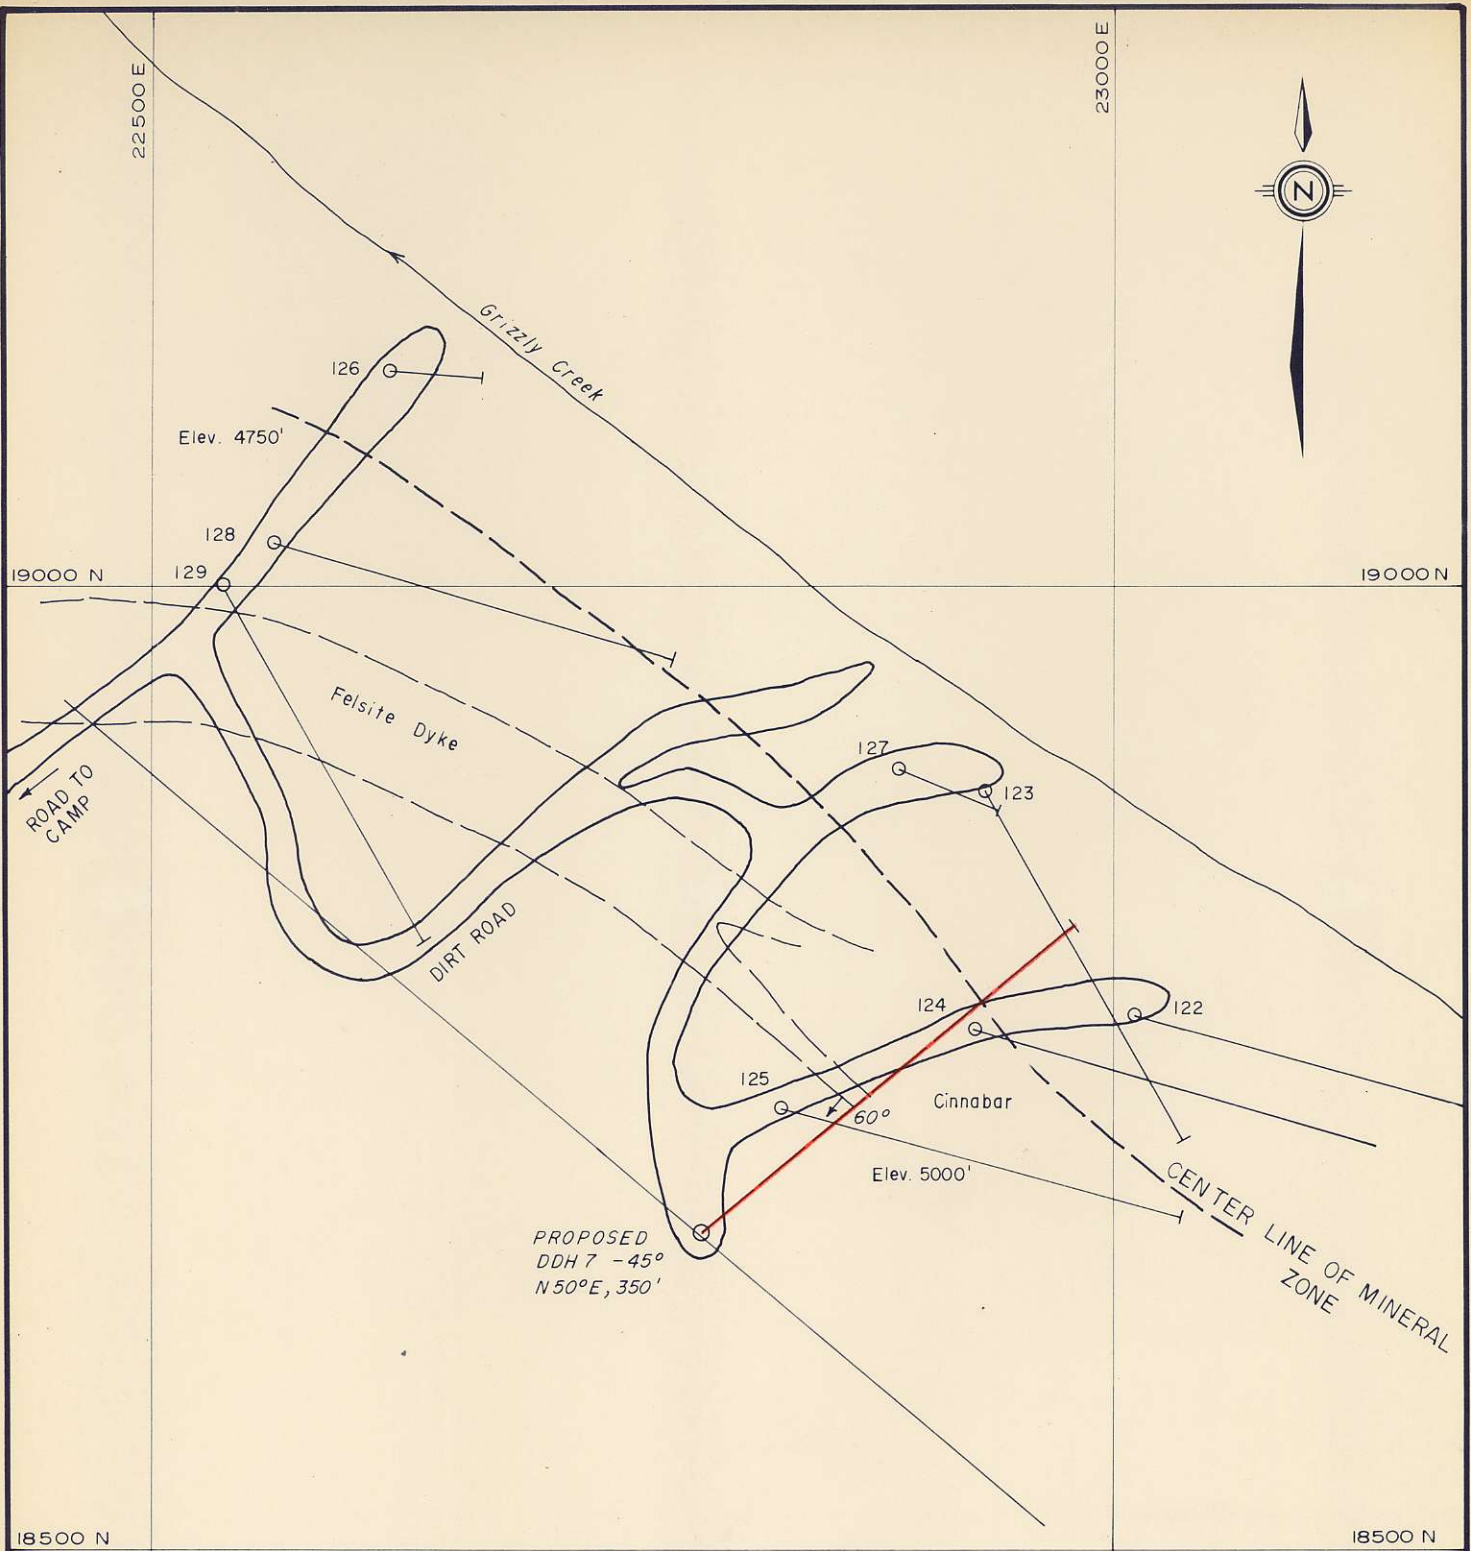 22500 E
23000 E
N
Grizzly Creek
126
Elev. 4750'
128
129
19000 N
19000 N
Felsite Dyke
127
123
ROAD TO
CAMP
DIRT ROAD
124
122
125
60°
Cinnabar
Elev. 5000'
CENTER LINE OF MINERAL
ZONE
PROPOSED
DDH 7 -45°
N 50° E, 350'
18500 N
18500 N